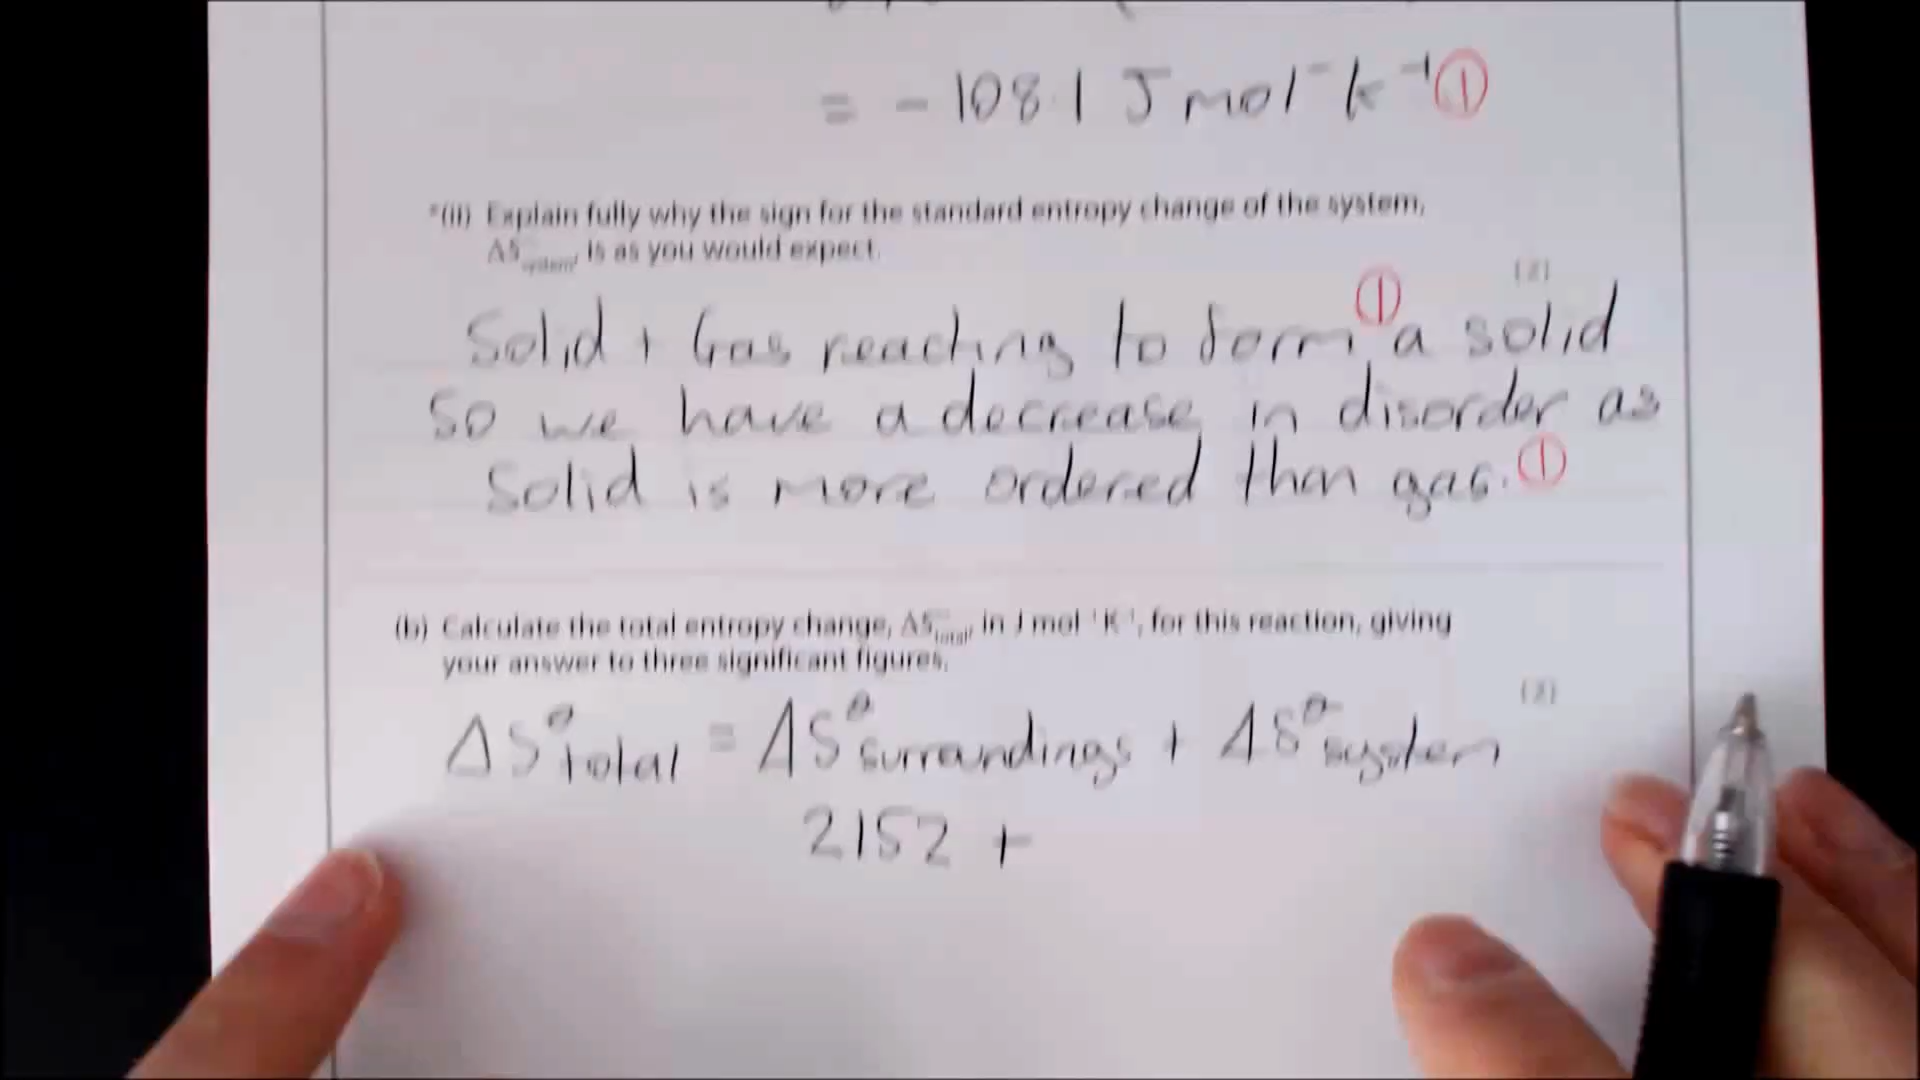 = - 108.1 J mol⁻ k⁻¹ ①
*(ii) Explain fully why the sign for the standard entropy change of the system,
ΔS°system, is as you would expect.
(2)
Solid + Gas reacting to form ① a solid
so we have a decrease in disorder as
Solid is more ordered than gas. ①
(b) Calculate the total entropy change, ΔS°total, in J mol⁻¹ K⁻¹, for this reaction, giving
your answer to three significant figures.
(2)
ΔS°total = ΔS°surroundings + ΔS°system
2152 +